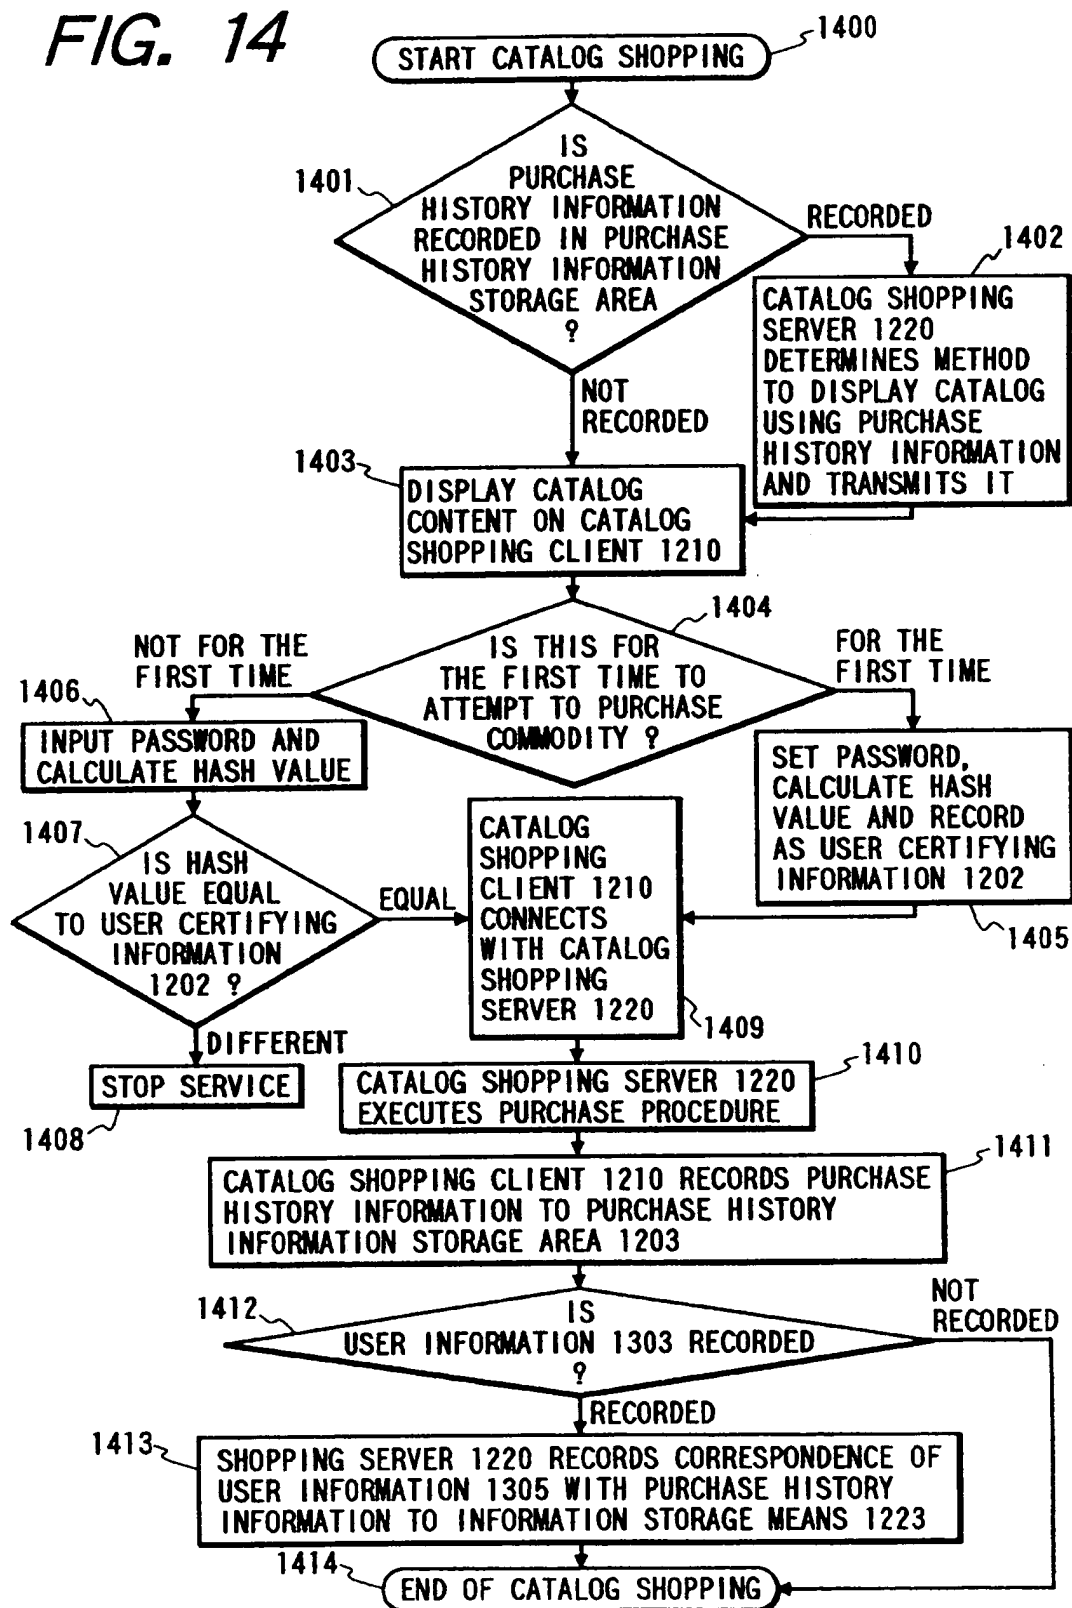 FIG. 14
1400
START CATALOG SHOPPING
1401
IS
PURCHASE
HISTORY INFORMATION
RECORDED IN PURCHASE
HISTORY INFORMATION
STORAGE AREA
?
RECORDED
1402
CATALOG SHOPPING
SERVER 1220
DETERMINES METHOD
TO DISPLAY CATALOG
USING PURCHASE
HISTORY INFORMATION
AND TRANSMITS IT
NOT
RECORDED
1403
DISPLAY CATALOG
CONTENT ON CATALOG
SHOPPING CLIENT 1210
1404
IS THIS FOR
THE FIRST TIME TO
ATTEMPT TO PURCHASE
COMMODITY ?
NOT FOR THE
FIRST TIME
FOR THE
FIRST TIME
1406
INPUT PASSWORD AND
CALCULATE HASH VALUE
SET PASSWORD,
CALCULATE HASH
VALUE AND RECORD
AS USER CERTIFYING
INFORMATION 1202
1405
1407
IS HASH
VALUE EQUAL
TO USER CERTIFYING
INFORMATION
1202 ?
EQUAL
CATALOG
SHOPPING
CLIENT 1210
CONNECTS
WITH CATALOG
SHOPPING
SERVER 1220
1409
DIFFERENT
STOP SERVICE
1408
1410
CATALOG SHOPPING SERVER 1220
EXECUTES PURCHASE PROCEDURE
1411
CATALOG SHOPPING CLIENT 1210 RECORDS PURCHASE
HISTORY INFORMATION TO PURCHASE HISTORY
INFORMATION STORAGE AREA 1203
1412
IS
USER INFORMATION 1303 RECORDED
?
NOT
RECORDED
RECORDED
1413
SHOPPING SERVER 1220 RECORDS CORRESPONDENCE OF
USER INFORMATION 1305 WITH PURCHASE HISTORY
INFORMATION TO INFORMATION STORAGE MEANS 1223
1414
END OF CATALOG SHOPPING